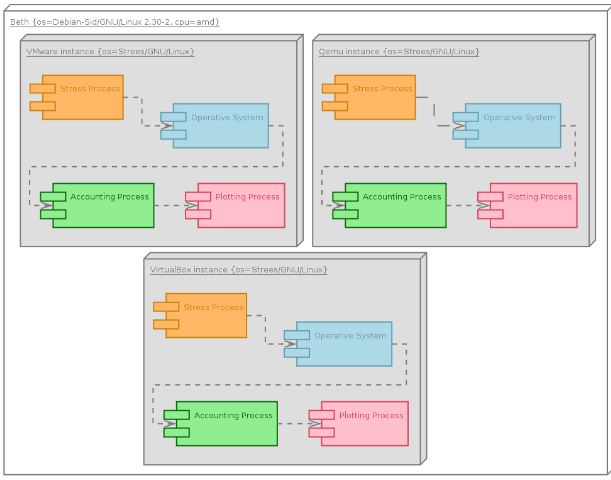 Beth {os=Debian-Sid/GNU/Linux 2.30-2, cpu=amd}
VMware instance {os=Strees/GNU/Linux}
Stress Process
Operative System
Accounting Process
Plotting Process
Qemu instance {os=Strees/GNU/Linux}
Stress Process
Operative System
Accounting Process
Plotting Process
VirtualBox instance {os=Strees/GNU/Linux}
Stress Process
Operative System
Accounting Process
Plotting Process